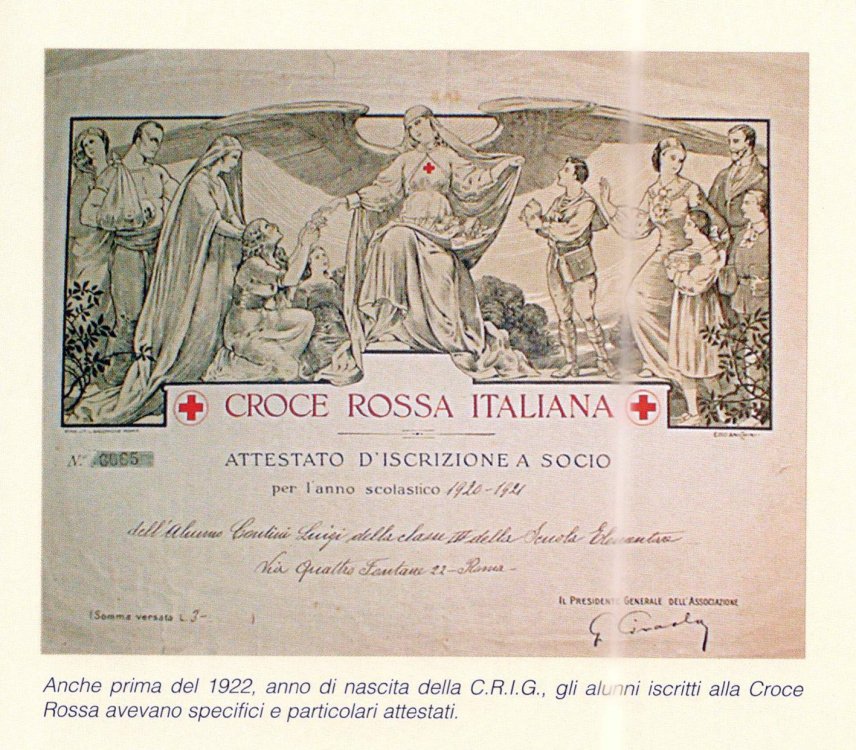 CROCE ROSSA ITALIANA
N.º 0065
ATTESTATO D'ISCRIZIONE A SOCIO
per l'anno scolastico 1920-1921
dell'Alunno Contini Luigi della classe IIIª della Scuola Elementare
Via Quattro Fontane 22 - Roma -
IL PRESIDENTE GENERALE DELL'ASSOCIAZIONE
(Somma versata L. 3- )
G. Ciraolo
Anche prima del 1922, anno di nascita della C.R.I.G., gli alunni iscritti alla Croce
Rossa avevano specifici e particolari attestati.